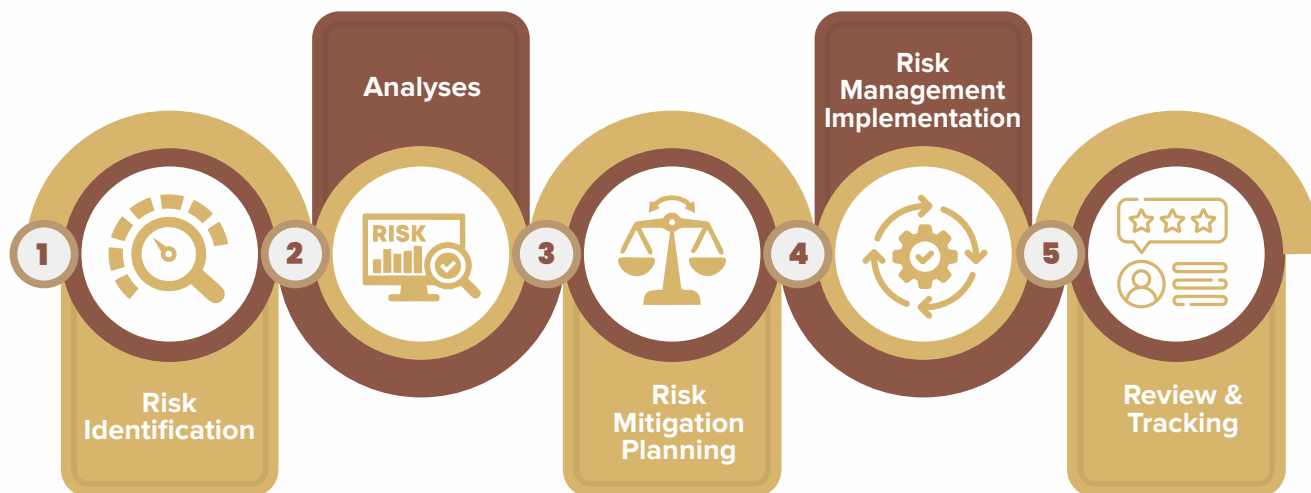 1
Risk
Identification
2
Analyses
RISK
3
Risk
Mitigation
Planning
4
Risk
Management
Implementation
5
Review &
Tracking